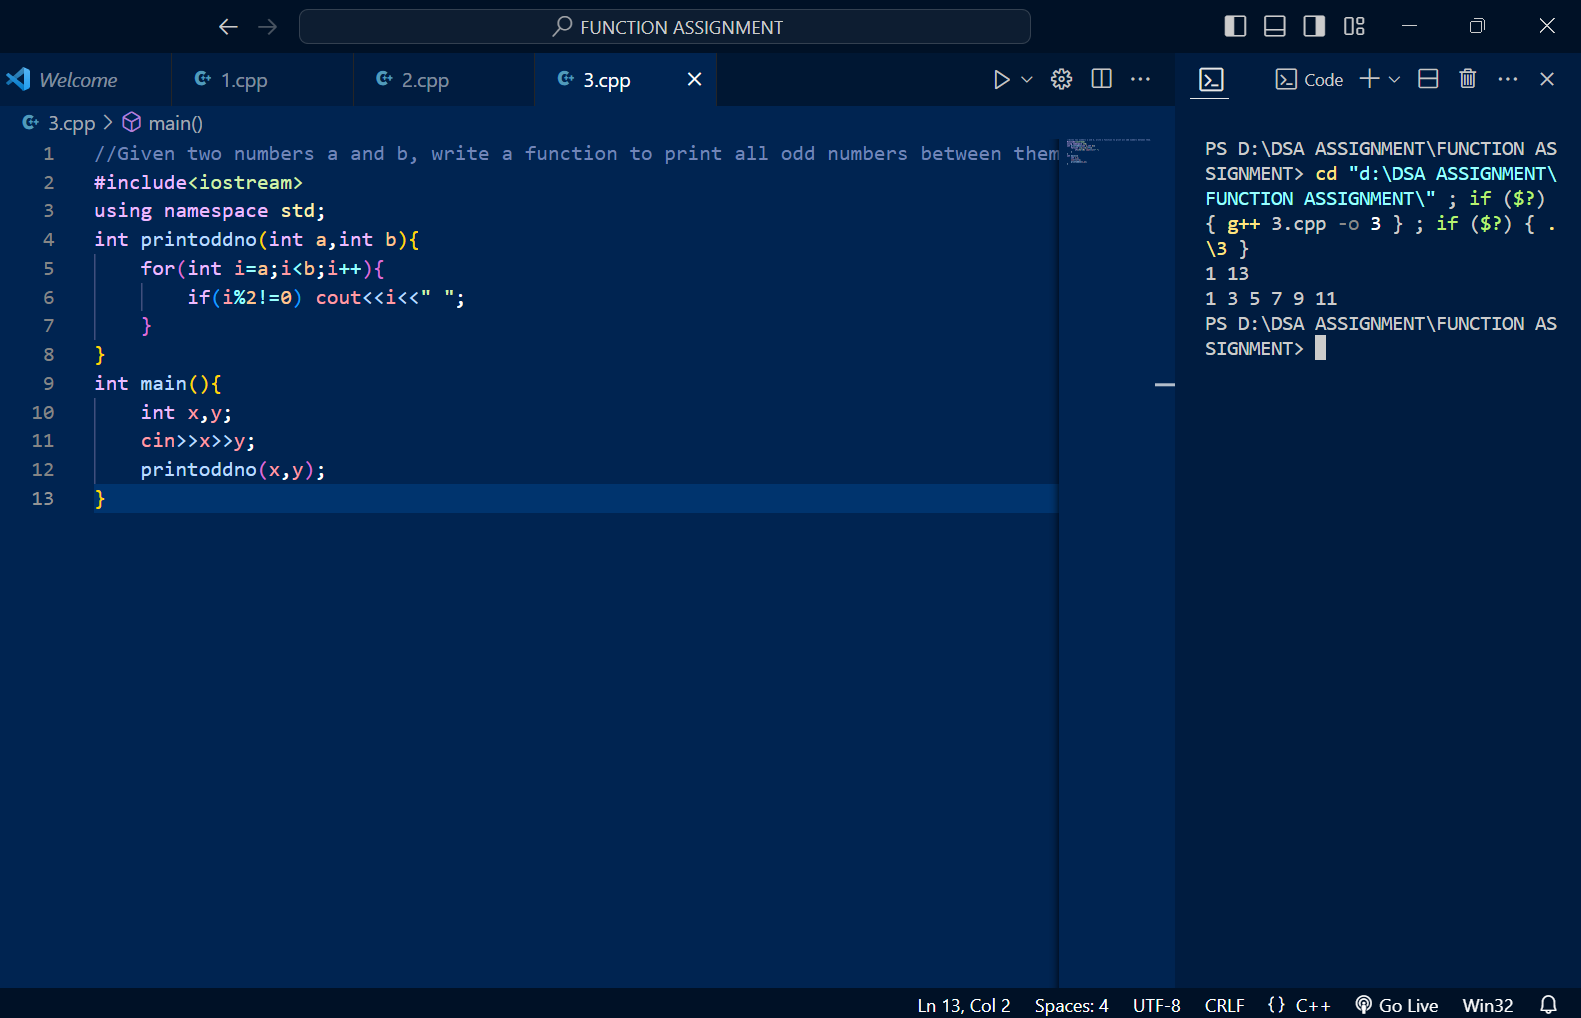 FUNCTION ASSIGNMENT
Welcome
1.cpp
2.cpp
3.cpp
Code
3.cpp > main()
1 //Given two numbers a and b, write a function to print all odd numbers between them
2 #include<iostream>
3 using namespace std;
4 int printoddno(int a,int b){
5     for(int i=a;i<b;i++){
6         if(i%2!=0) cout<<i<<" ";
7     }
8 }
9 int main(){
10     int x,y;
11     cin>>x>>y;
12     printoddno(x,y);
13 }
PS D:\DSA ASSIGNMENT\FUNCTION AS
SIGNMENT> cd "d:\DSA ASSIGNMENT\
FUNCTION ASSIGNMENT\" ; if ($?)
{ g++ 3.cpp -o 3 } ; if ($?) { .
\3 }
1 13
1 3 5 7 9 11
PS D:\DSA ASSIGNMENT\FUNCTION AS
SIGNMENT>
Ln 13, Col 2 Spaces: 4 UTF-8 CRLF {} C++ Go Live Win32